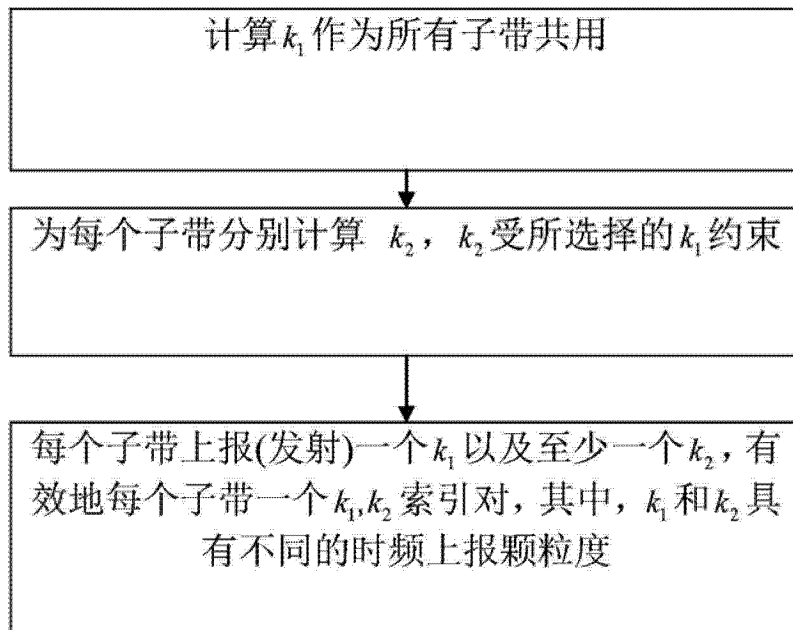 计算k₁作为所有子带共用
为每个子带分别计算 k₂，k₂受所选择的k₁约束
每个子带上报(发射)一个k₁以及至少一个k₂，有
效地每个子带一个k₁,k₂索引对，其中，k₁和k₂具
有不同的时频上报颗粒度